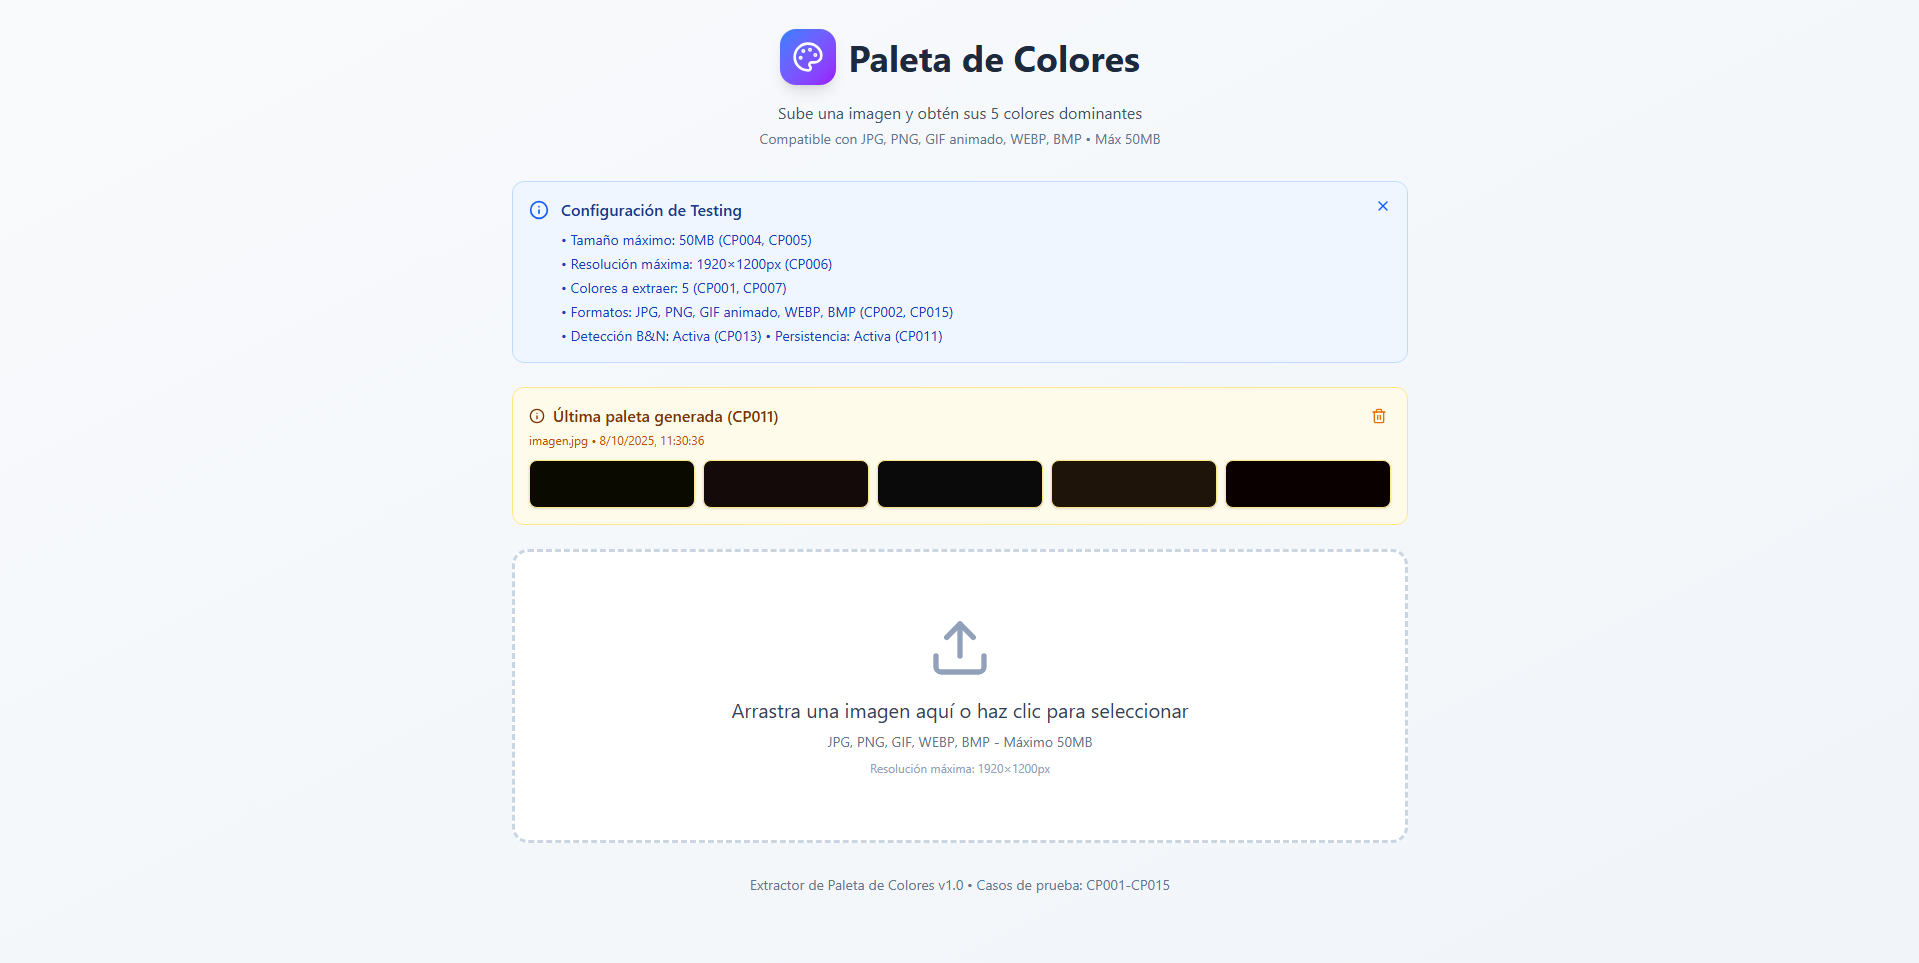 Paleta de Colores
Sube una imagen y obtén sus 5 colores dominantes
Compatible con JPG, PNG, GIF animado, WEBP, BMP • Máx 50MB
Configuración de Testing
• Tamaño máximo: 50MB (CP004, CP005)
• Resolución máxima: 1920×1200px (CP006)
• Colores a extraer: 5 (CP001, CP007)
• Formatos: JPG, PNG, GIF animado, WEBP, BMP (CP002, CP015)
• Detección B&N: Activa (CP013) • Persistencia: Activa (CP011)
Última paleta generada (CP011)
imagen.jpg • 8/10/2025, 11:30:36
Arrastra una imagen aquí o haz clic para seleccionar
JPG, PNG, GIF, WEBP, BMP - Máximo 50MB
Resolución máxima: 1920×1200px
Extractor de Paleta de Colores v1.0 • Casos de prueba: CP001-CP015